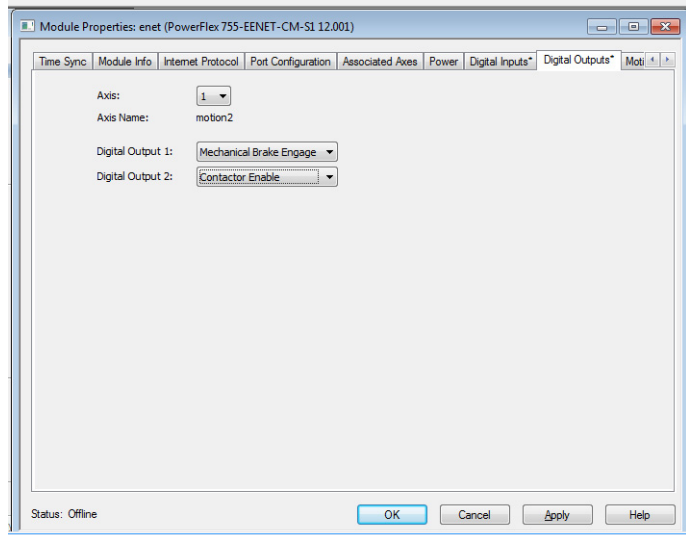 Module Properties: enet (PowerFlex 755-EENET-CM-S1 12.001)
Time Sync Module Info Internet Protocol Port Configuration Associated Axes Power Digital Inputs* Digital Outputs* Moti
Axis: 1
Axis Name: motion2
Digital Output 1: Mechanical Brake Engage
Digital Output 2: Contactor Enable
Status: Offline OK Cancel Apply Help